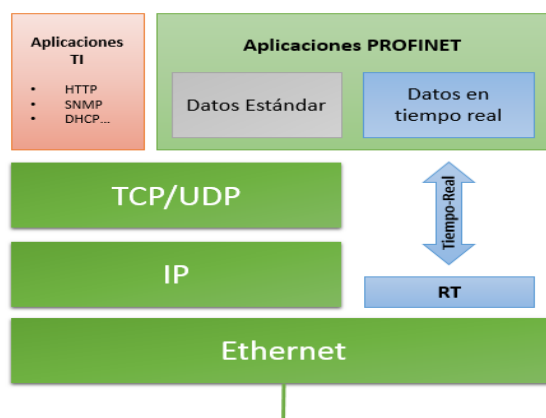 Aplicaciones
TI
• HTTP
• SNMP
• DHCP...
Aplicaciones PROFINET
Datos Estándar
Datos en
tiempo real
TCP/UDP
Tiempo-Real
IP
RT
Ethernet